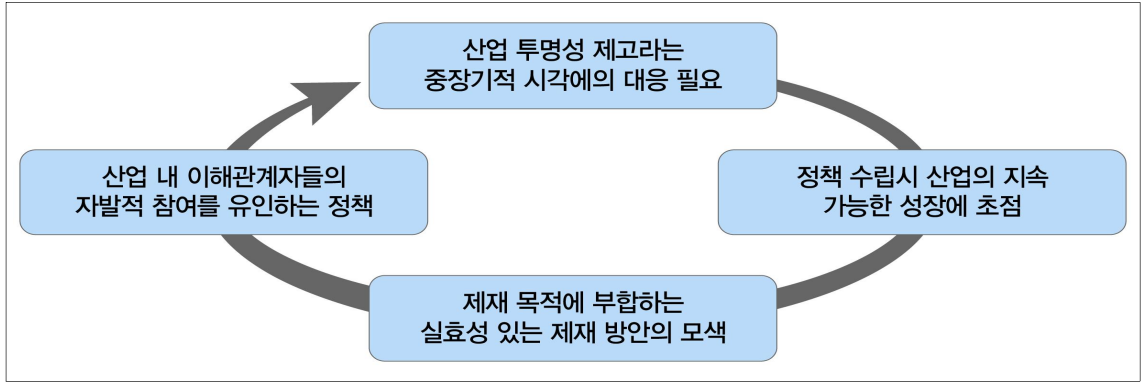 산업 투명성 제고라는
중장기적 시각에의 대응 필요
산업 내 이해관계자들의
자발적 참여를 유인하는 정책
정책 수립시 산업의 지속
가능한 성장에 초점
제재 목적에 부합하는
실효성 있는 제재 방안의 모색